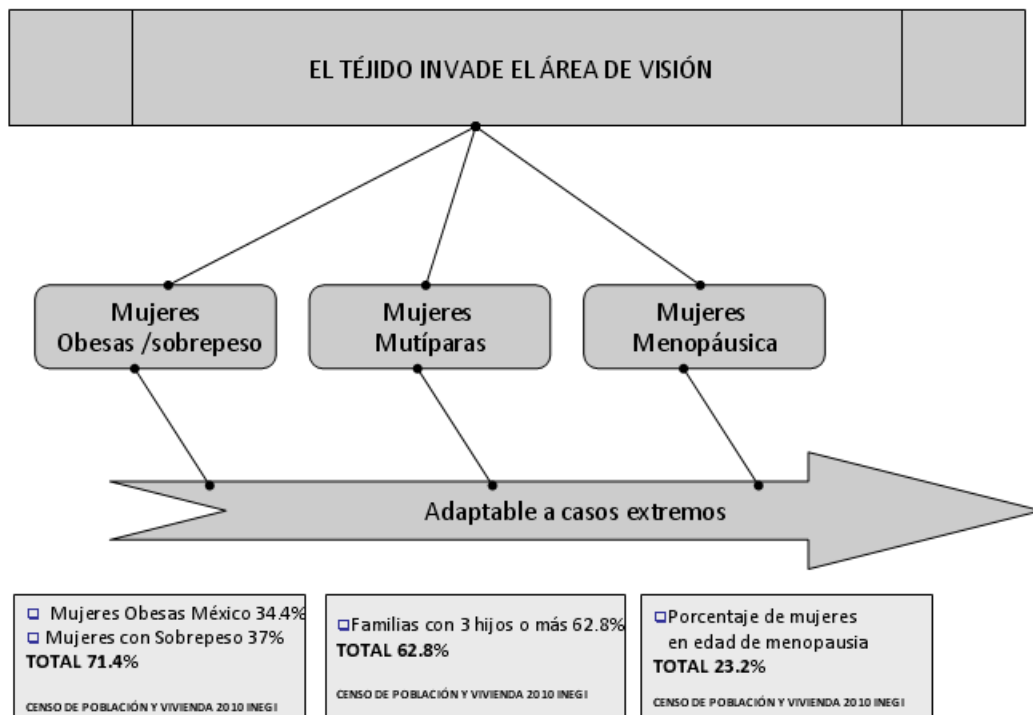 EL TÉJIDO INVADE EL ÁREA DE VISIÓN
Mujeres
Obesas /sobrepeso
Mujeres
Mutíparas
Mujeres
Menopáusica
Adaptable a casos extremos
Mujeres Obesas México 34.4%
Mujeres con Sobrepeso 37%
TOTAL 71.4%
CENSO DE POBLACIÓN Y VIVIENDA 2010 INEGI
Familias con 3 hijos o más 62.8%
TOTAL 62.8%
CENSO DE POBLACIÓN Y VIVIENDA 2010 INEGI
Porcentaje de mujeres
en edad de menopausia
TOTAL 23.2%
CENSO DE POBLACIÓN Y VIVIENDA 2010 INEGI